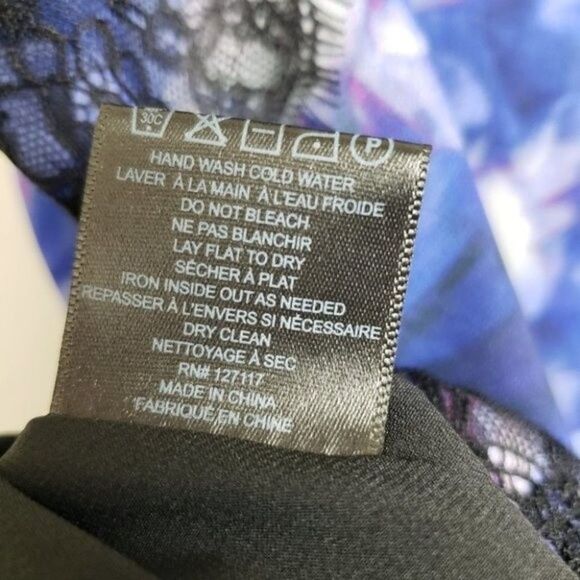 30C P
HAND WASH COLD WATER
LAVER À LA MAIN À L'EAU FROIDE
DO NOT BLEACH
NE PAS BLANCHIR
LAY FLAT TO DRY
SÉCHER À PLAT
IRON INSIDE OUT AS NEEDED
REPASSER À L'ENVERS SI NÉCESSAIRE
DRY CLEAN
NETTOYAGE À SEC
RN# 127117
MADE IN CHINA
FABRIQUÉ EN CHINE